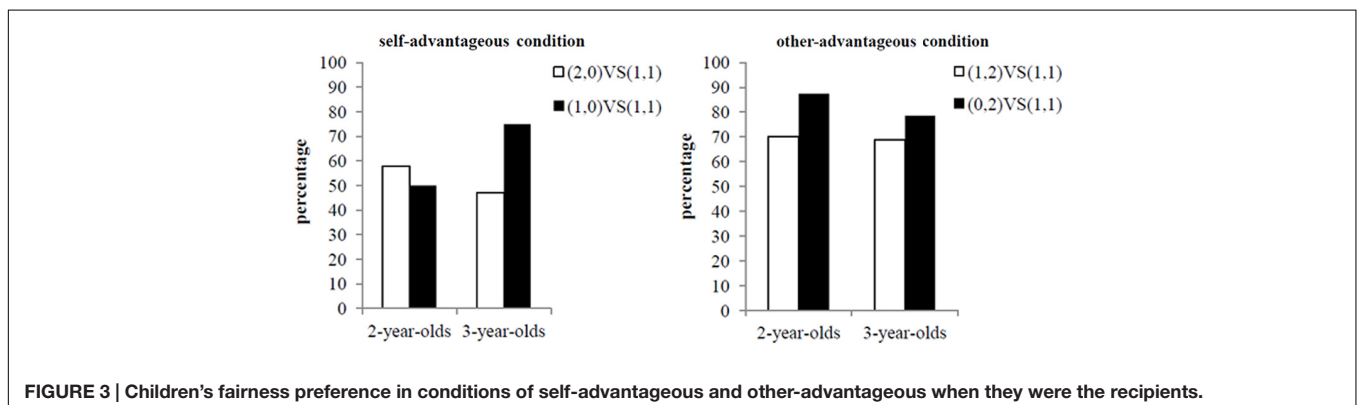 self-advantageous condition
percentage
100
90
80
70
60
50
40
30
20
10
0
(2,0)VS(1,1)
(1,0)VS(1,1)
2-year-olds 3-year-olds
other-advantageous condition
percentage
100
90
80
70
60
50
40
30
20
10
0
(1,2)VS(1,1)
(0,2)VS(1,1)
2-year-olds 3-year-olds
FIGURE 3 | Children’s fairness preference in conditions of self-advantageous and other-advantageous when they were the recipients.